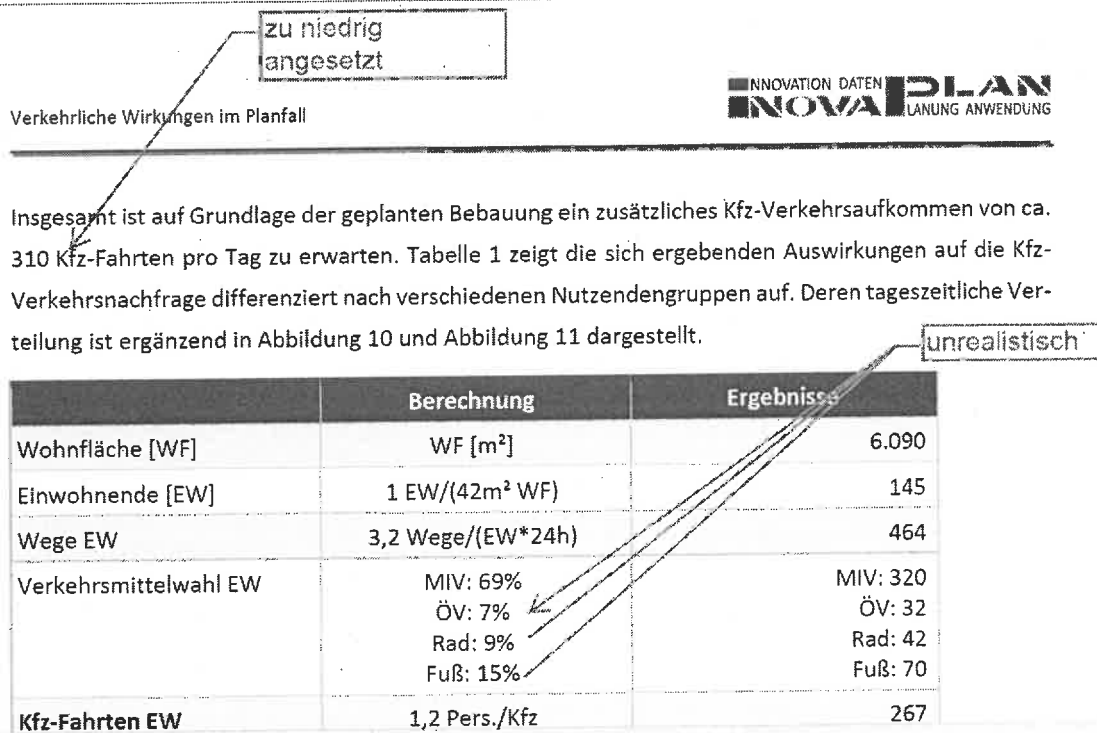 zu niedrig
angesetzt
Verkehrliche Wirkungen im Planfall
INNOVATION DATEN PLAN
INOVA PLANUNG ANWENDUNG
Insgesamt ist auf Grundlage der geplanten Bebauung ein zusätzliches Kfz-Verkehrsaufkommen von ca.
310 Kfz-Fahrten pro Tag zu erwarten. Tabelle 1 zeigt die sich ergebenden Auswirkungen auf die Kfz-
Verkehrsnachfrage differenziert nach verschiedenen Nutzendengruppen auf. Deren tageszeitliche Ver-
teilung ist ergänzend in Abbildung 10 und Abbildung 11 dargestellt.
unrealistisch
Berechnung Ergebnisse
Wohnfläche [WF] WF [m²] 6.090
Einwohnende [EW] 1 EW/(42m² WF) 145
Wege EW 3,2 Wege/(EW*24h) 464
Verkehrsmittelwahl EW MIV: 69% MIV: 320
ÖV: 7% ÖV: 32
Rad: 9% Rad: 42
Fuß: 15% Fuß: 70
Kfz-Fahrten EW 1,2 Pers./Kfz 267